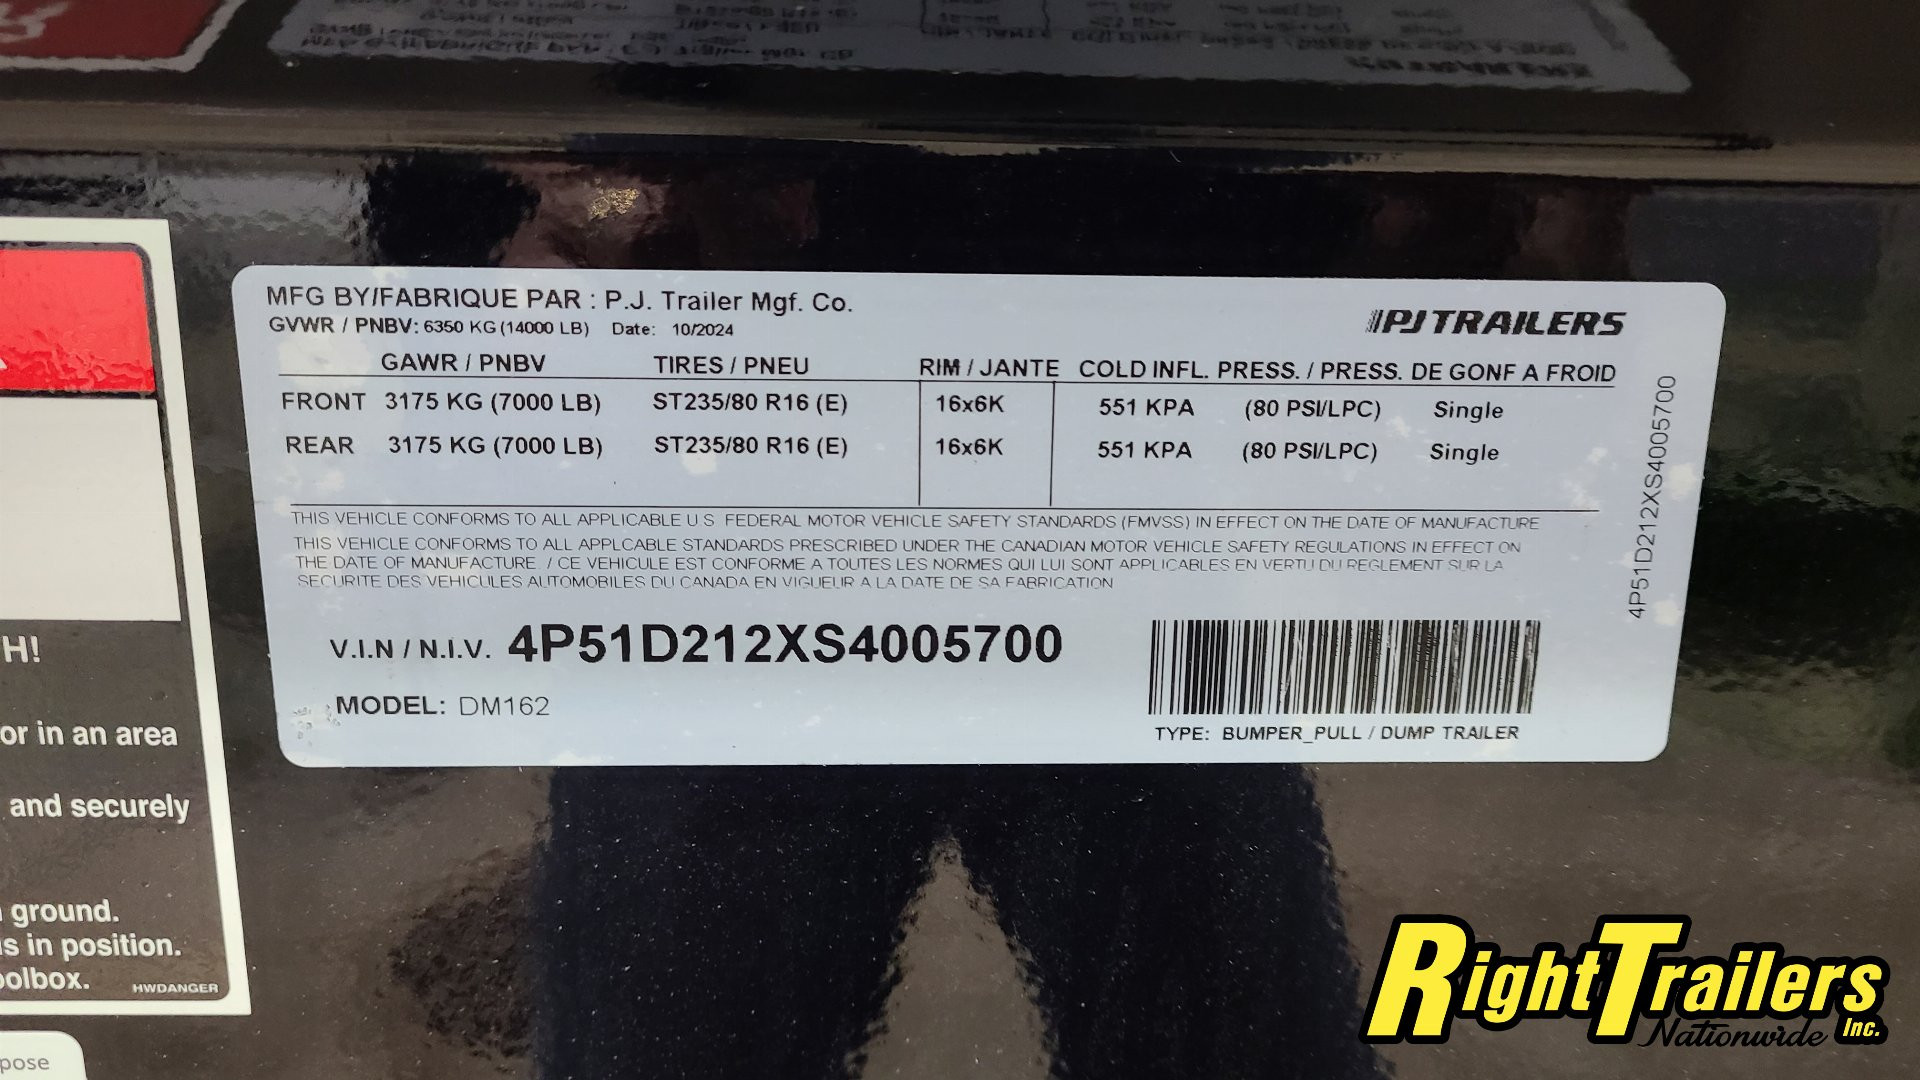 MFG BY/FABRIQUE PAR : P.J. Trailer Mgf. Co.
GVWR / PNBV: 6350 KG (14000 LB) Date: 10/2024
PJ TRAILERS
GAWR / PNBV TIRES / PNEU RIM / JANTE COLD INFL. PRESS. / PRESS. DE GONF A FROID
FRONT 3175 KG (7000 LB) ST235/80 R16 (E) 16x6K 551 KPA (80 PSI/LPC) Single
REAR 3175 KG (7000 LB) ST235/80 R16 (E) 16x6K 551 KPA (80 PSI/LPC) Single
THIS VEHICLE CONFORMS TO ALL APPLICABLE U S FEDERAL MOTOR VEHICLE SAFETY STANDARDS (FMVSS) IN EFFECT ON THE DATE OF MANUFACTURE
THIS VEHICLE CONFORMS TO ALL APPLCABLE STANDARDS PRESCRIBED UNDER THE CANADIAN MOTOR VEHICLE SAFETY REGULATIONS IN EFFECT ON
THE DATE OF MANUFACTURE. / CE VEHICULE EST CONFORME A TOUTES LES NORMES QUI LUI SONT APPLICABLES EN VERTU DU REGLEMENT SUR LA
SECURITE DES VEHICULES AUTOMOBILES DU CANADA EN VIGUEUR A LA DATE DE SA FABRICATION
V.I.N / N.I.V. 4P51D212XS4005700
MODEL: DM162
TYPE: BUMPER_PULL / DUMP TRAILER
4P51D212XS4005700
H!
or in an area
and securely
ground.
is in position.
oolbox.
HWDANGER
pose
Right Trailers Inc.
Nationwide